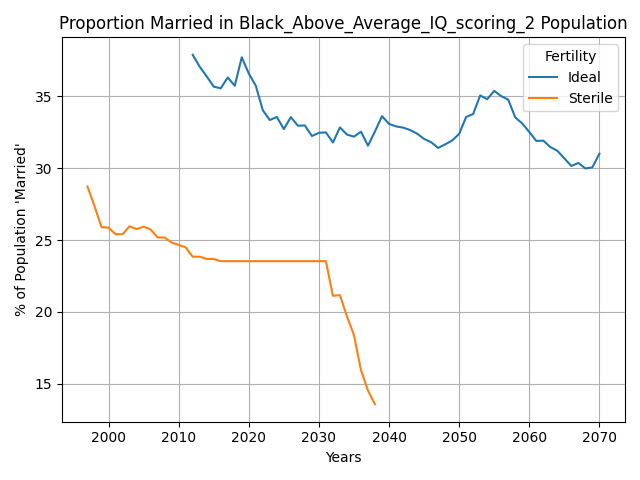 Proportion Married in Black_Above_Average_IQ_scoring_2 Population
Fertility
Ideal
Sterile
% of Population 'Married'
35
30
25
20
15
2000 2010 2020 2030 2040 2050 2060 2070
Years